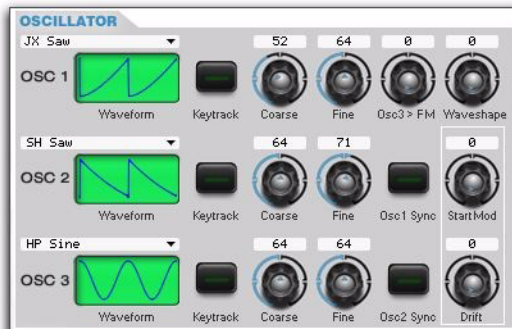 OSCILLATOR
JX Saw 52 64 0 0
OSC 1
Waveform Keytrack Coarse Fine Osc3 > FM Waveshape
SH Saw 64 71 0
OSC 2
Waveform Keytrack Coarse Fine Osc1 Sync Start Mod
HP Sine 64 64 0
OSC 3
Waveform Keytrack Coarse Fine Osc2 Sync Drift